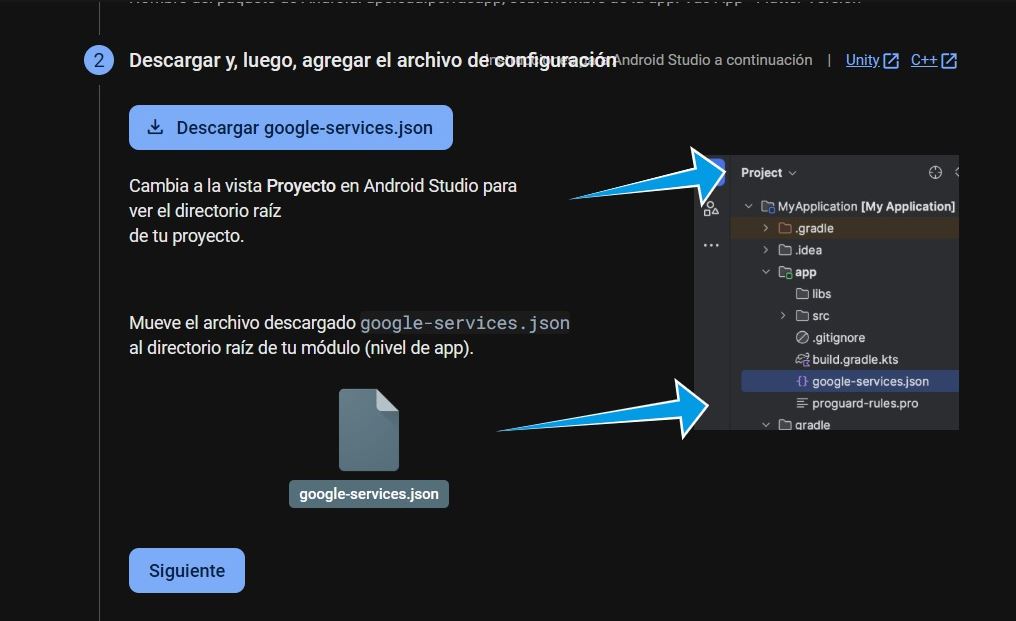 2
Descargar y, luego, agregar el archivo de configuración
Android Studio a continuación | Unity C++
Descargar google-services.json
Cambia a la vista Proyecto en Android Studio para
ver el directorio raíz
de tu proyecto.
Mueve el archivo descargado google-services.json
al directorio raíz de tu módulo (nivel de app).
google-services.json
Siguiente
Project
MyApplication [My Application]
.gradle
.idea
app
libs
src
.gitignore
build.gradle.kts
google-services.json
proguard-rules.pro
gradle